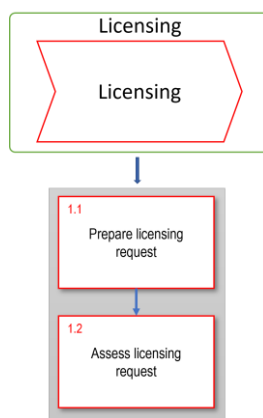 Licensing
Licensing
1.1
Prepare licensing
request
1.2
Assess licensing
request